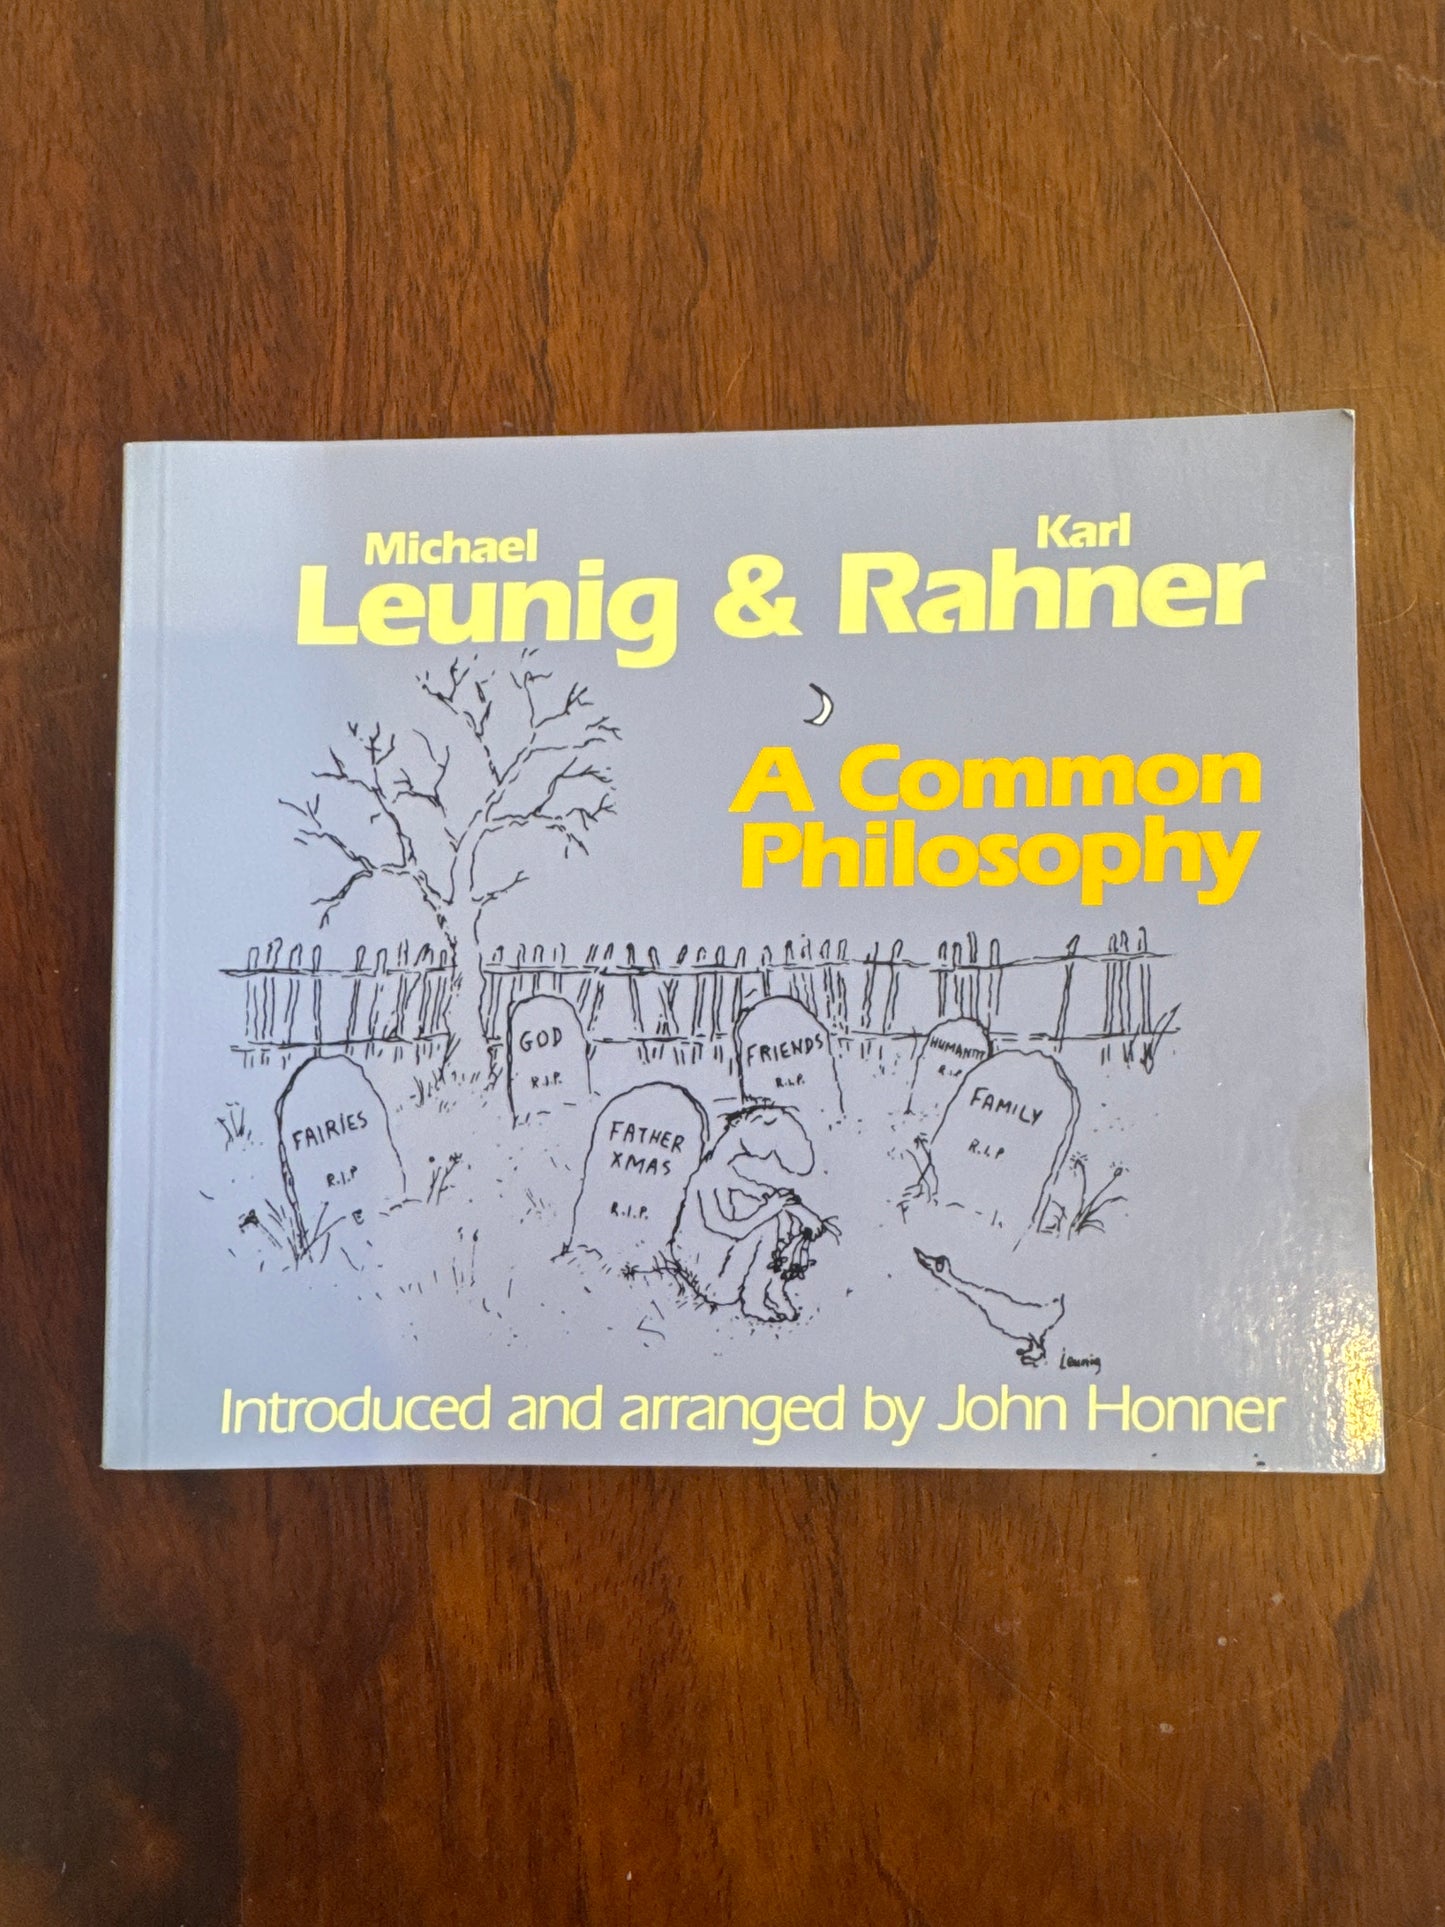 Michael
Leunig & Karl
Rahner
A Common
Philosophy
GOD
R.I.P.
FRIENDS
R.I.P.
HUMANITY
R.I.P
FAMILY
R.I.P
FAIRIES
R.I.P
FATHER
XMAS
R.I.P.
Leunig
Introduced and arranged by John Honner